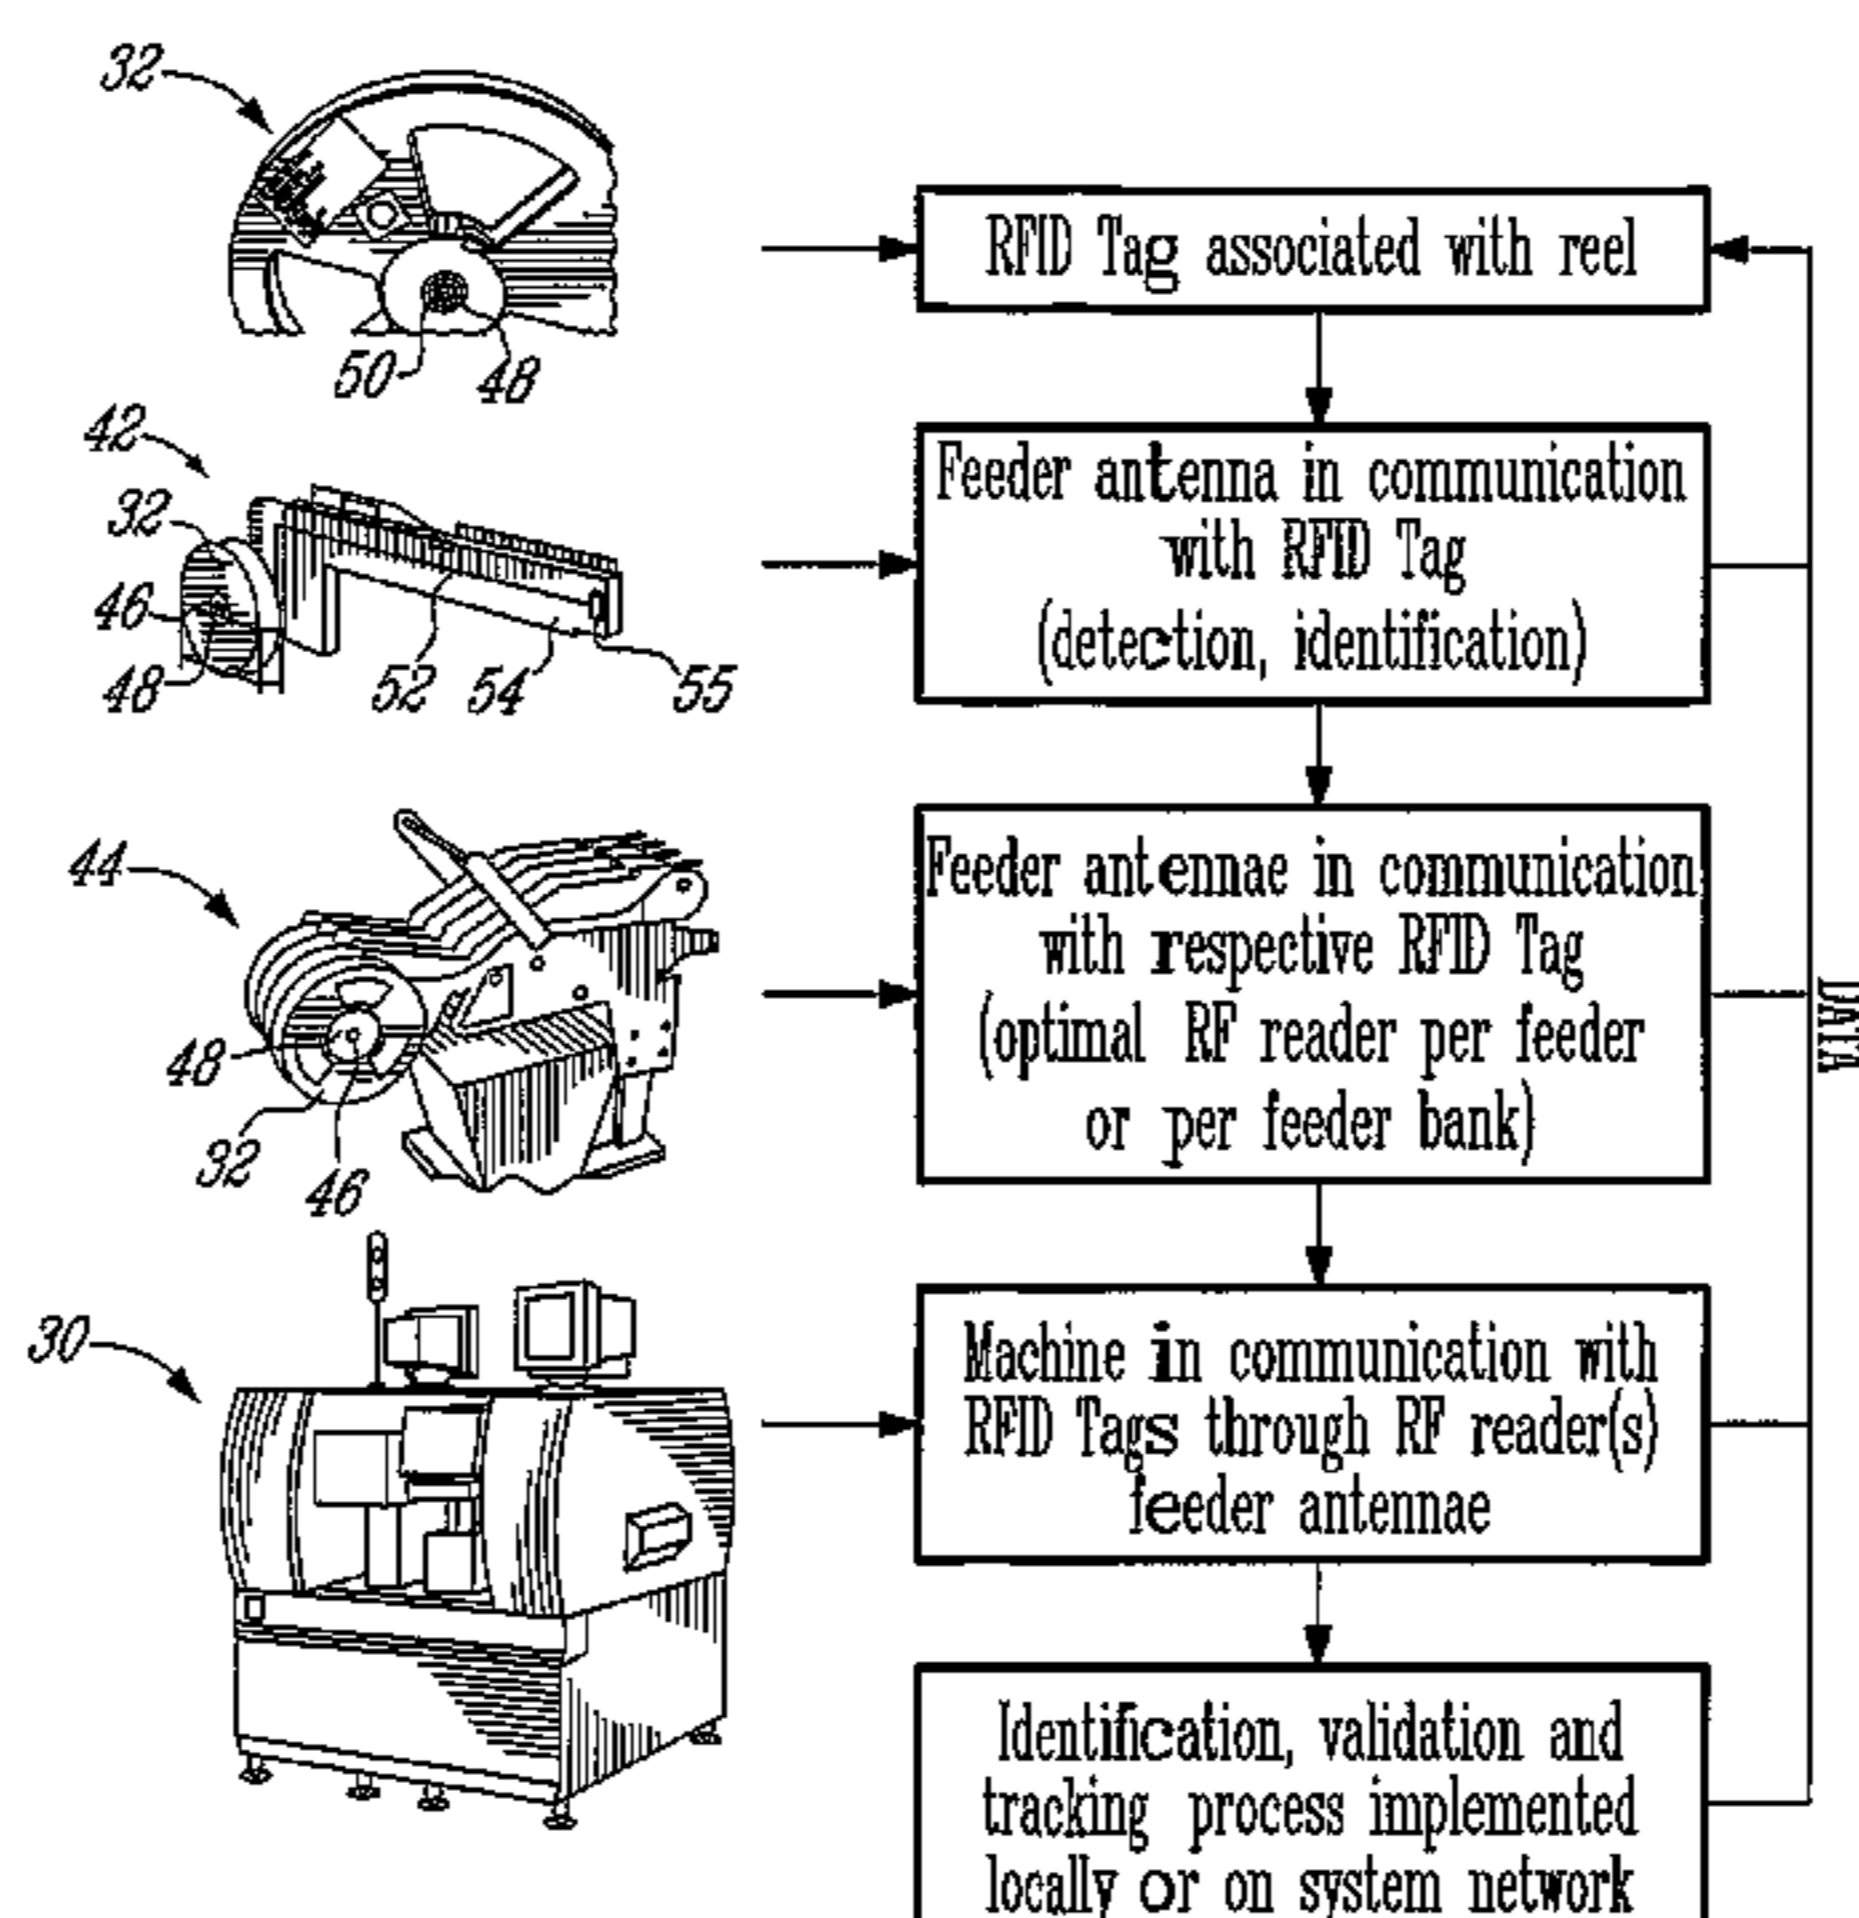 32
50
48
RFID Tag associated with reel
42
32
46
48
52
54
55
Feeder antenna in communication
with RFID Tag
(detection, identification)
44
48
32
46
Feeder antennae in communication
with respective RFID Tag
(optimal RF reader per feeder
or per feeder bank)
DATA
30
Machine in communication with
RFID Tags through RF reader(s)
feeder antennae
Identification, validation and
tracking process implemented
locally or on system network